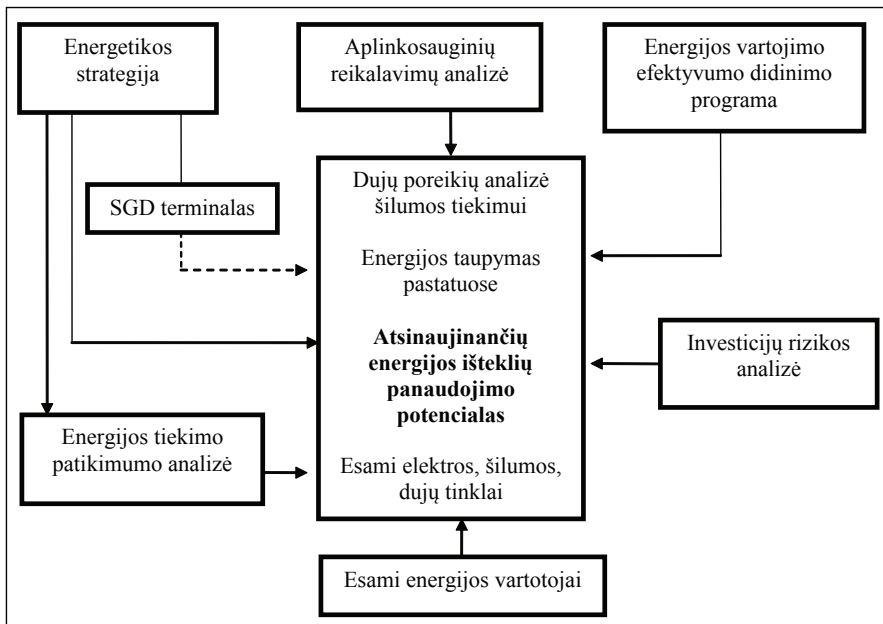 Energetikos
strategija
Aplinkosauginių
reikalavimų analizė
Energijos vartojimo
efektyvumo didinimo
programa
SGD terminalas
Dujų poreikių analizė
šilumos tiekimui
Energijos taupymas
pastatuose
Atsinaujinančių
energijos išteklių
panaudojimo
potencialas
Esami elektros, šilumos,
dujų tinklai
Investicijų rizikos
analizė
Energijos tiekimo
patikimumo analizė
Esami energijos vartotojai